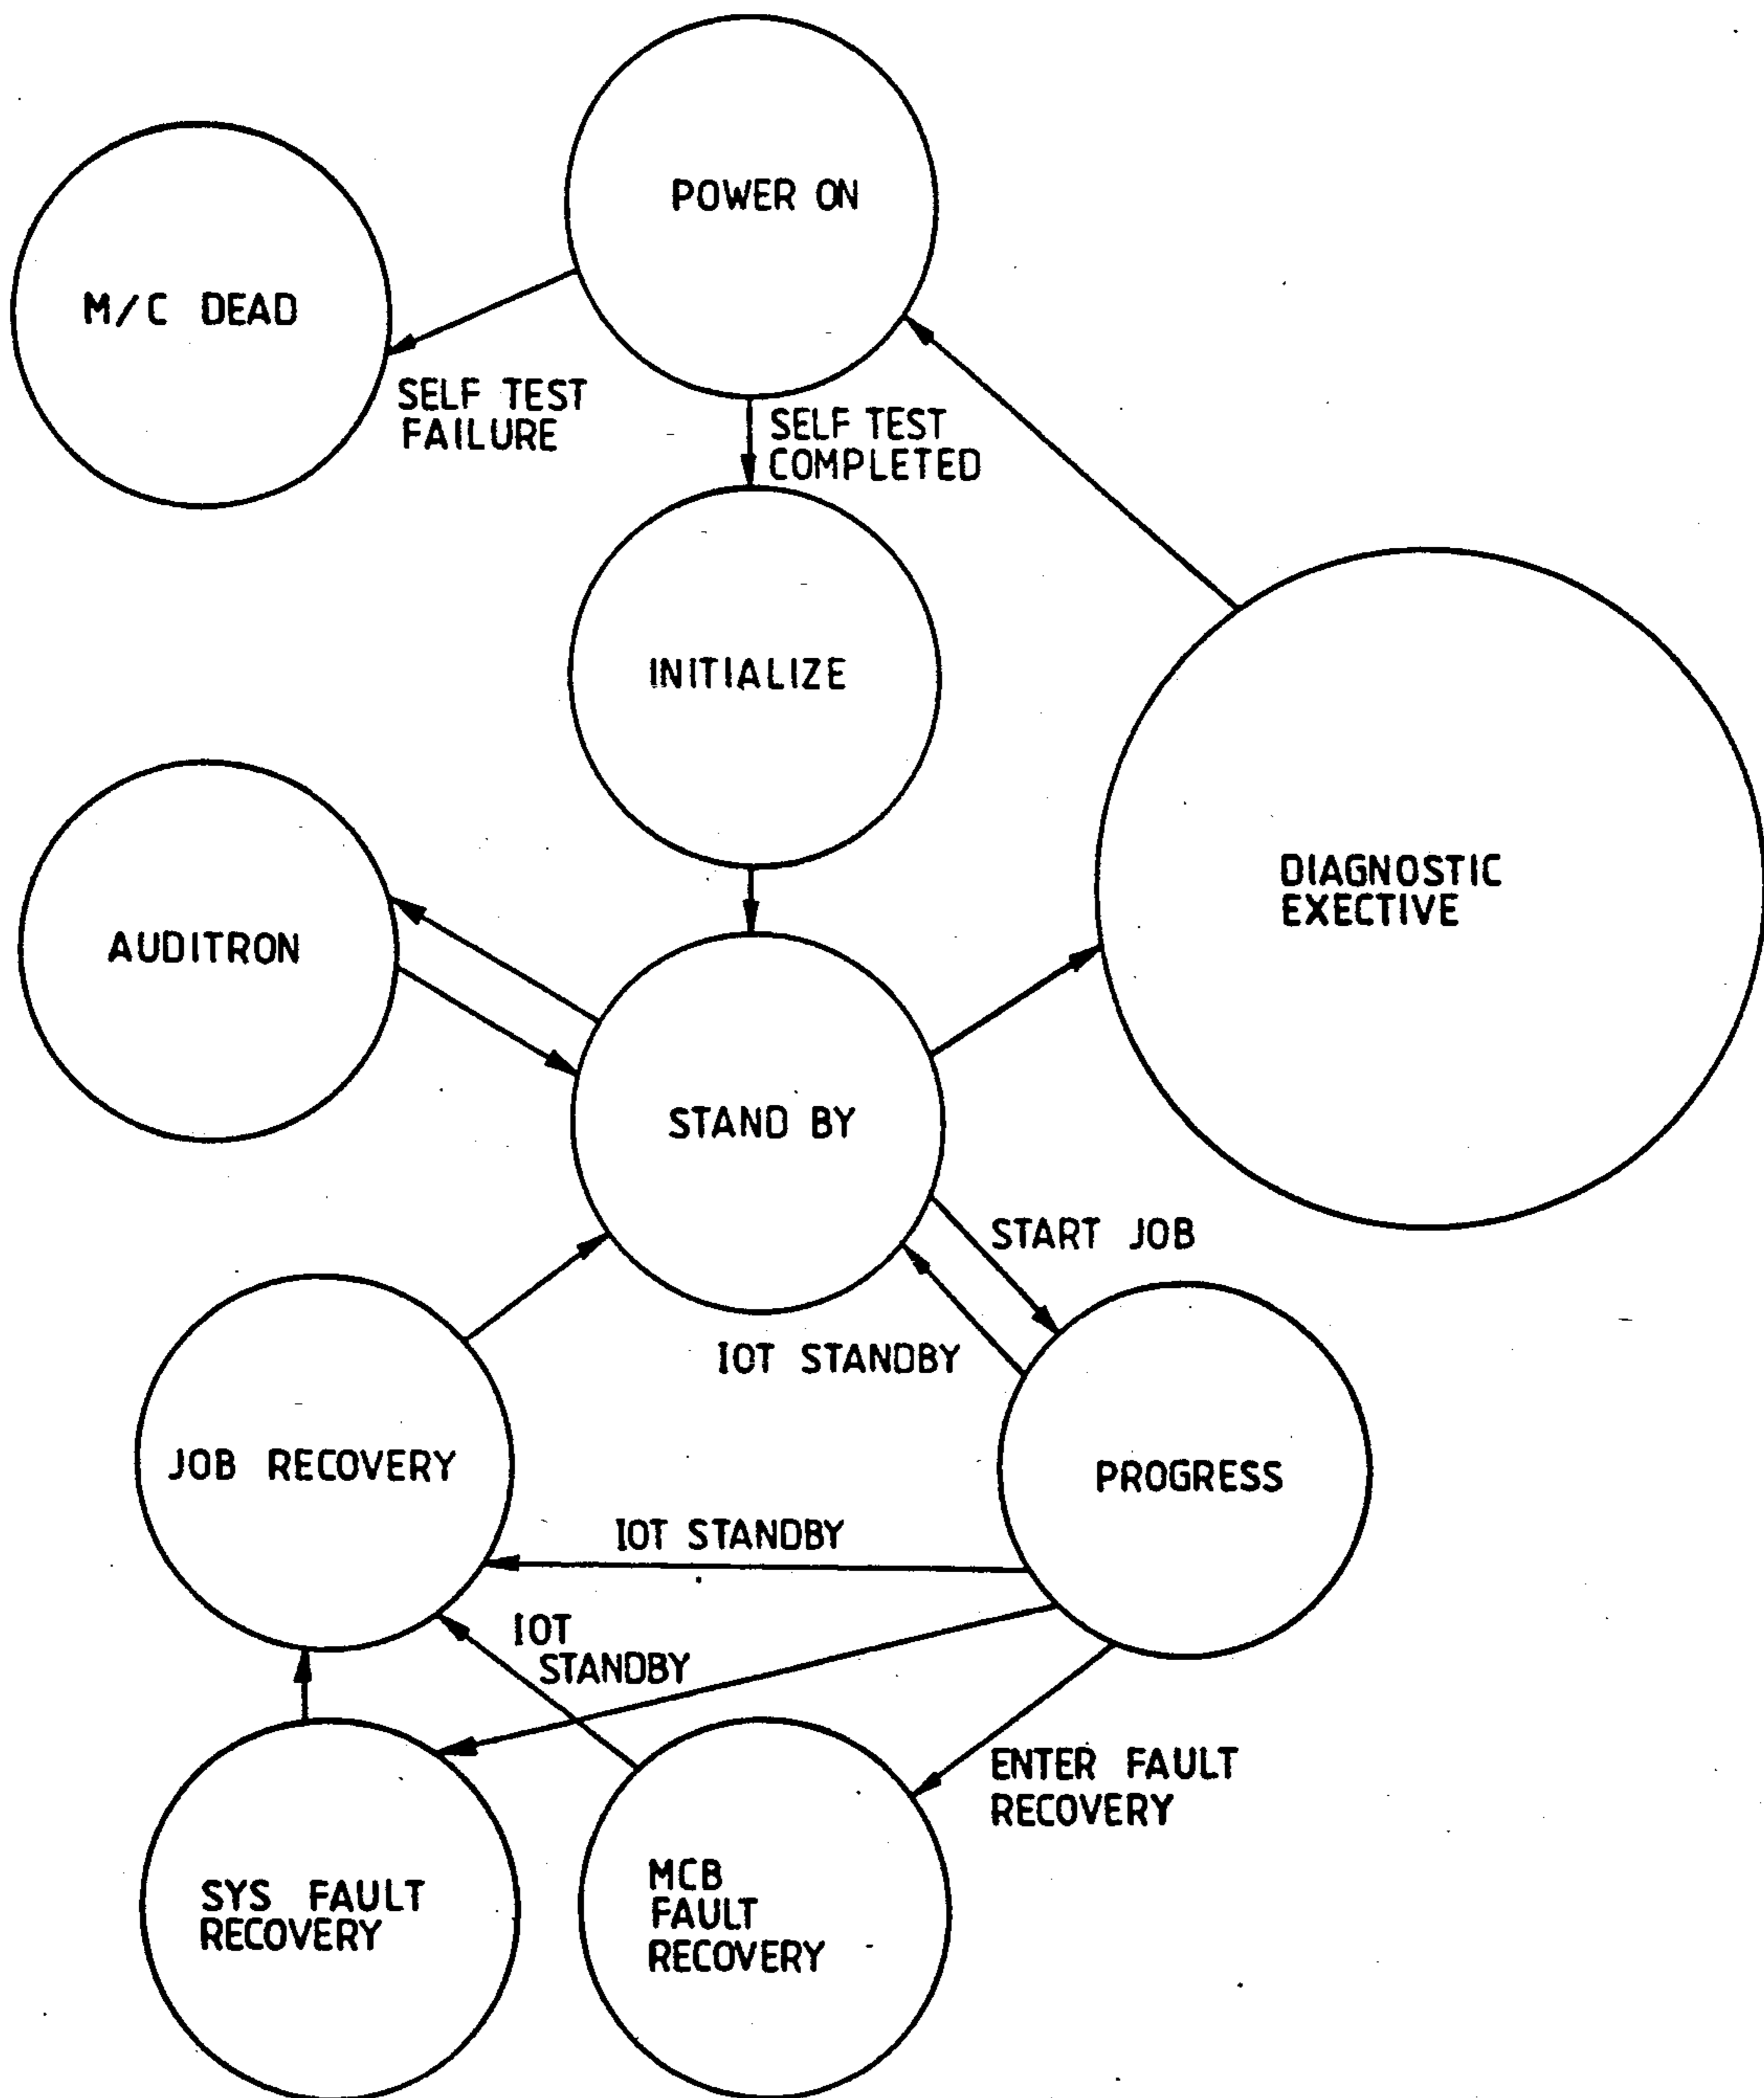 POWER ON
M/C DEAD
SELF TEST
FAILURE
SELF TEST
COMPLETED
INITIALIZE
DIAGNOSTIC
EXECTIVE
AUDITRON
STAND BY
START JOB
IOT STANDBY
JOB RECOVERY
PROGRESS
IOT STANDBY
IOT
STANDBY
ENTER FAULT
RECOVERY
SYS FAULT
RECOVERY
MCB
FAULT
RECOVERY